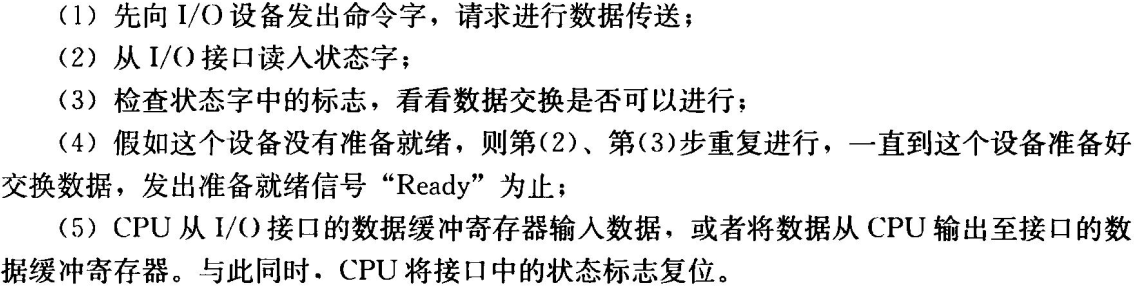 (1) 先向 I/O 设备发出命令字，请求进行数据传送；
(2) 从 I/O 接口读入状态字；
(3) 检查状态字中的标志，看看数据交换是否可以进行；
(4) 假如这个设备没有准备就绪，则第(2)、第(3)步重复进行，一直到这个设备准备好
交换数据，发出准备就绪信号“Ready”为止；
(5) CPU 从 I/O 接口的数据缓冲寄存器输入数据，或者将数据从 CPU 输出至接口的数
据缓冲寄存器。与此同时，CPU 将接口中的状态标志复位。